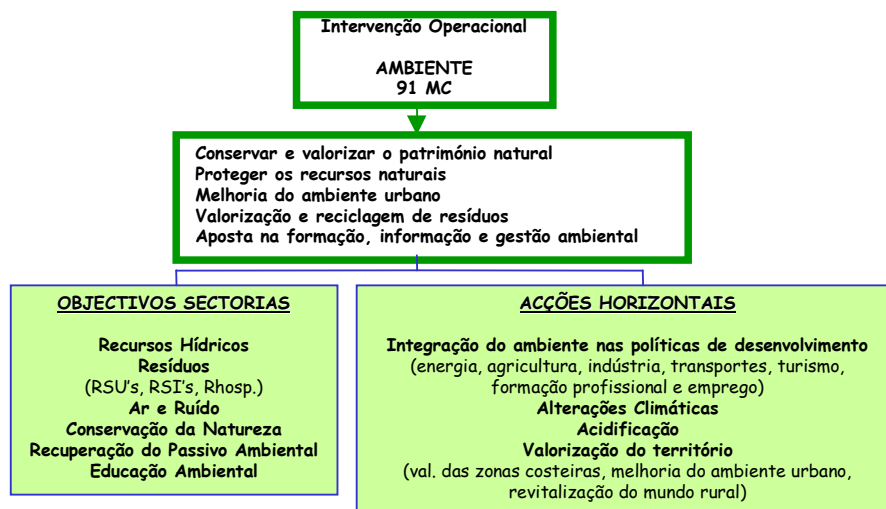 Intervenção Operacional
AMBIENTE
91 MC
Conservar e valorizar o património natural
Proteger os recursos naturais
Melhoria do ambiente urbano
Valorização e reciclagem de resíduos
Aposta na formação, informação e gestão ambiental
OBJECTIVOS SECTORIAS
Recursos Hídricos
Resíduos
(RSU's, RSI's, Rhosp.)
Ar e Ruído
Conservação da Natureza
Recuperação do Passivo Ambiental
Educação Ambiental
ACÇÕES HORIZONTAIS
Integração do ambiente nas políticas de desenvolvimento
(energia, agricultura, indústria, transportes, turismo,
formação profissional e emprego)
Alterações Climáticas
Acidificação
Valorização do território
(val. das zonas costeiras, melhoria do ambiente urbano,
revitalização do mundo rural)